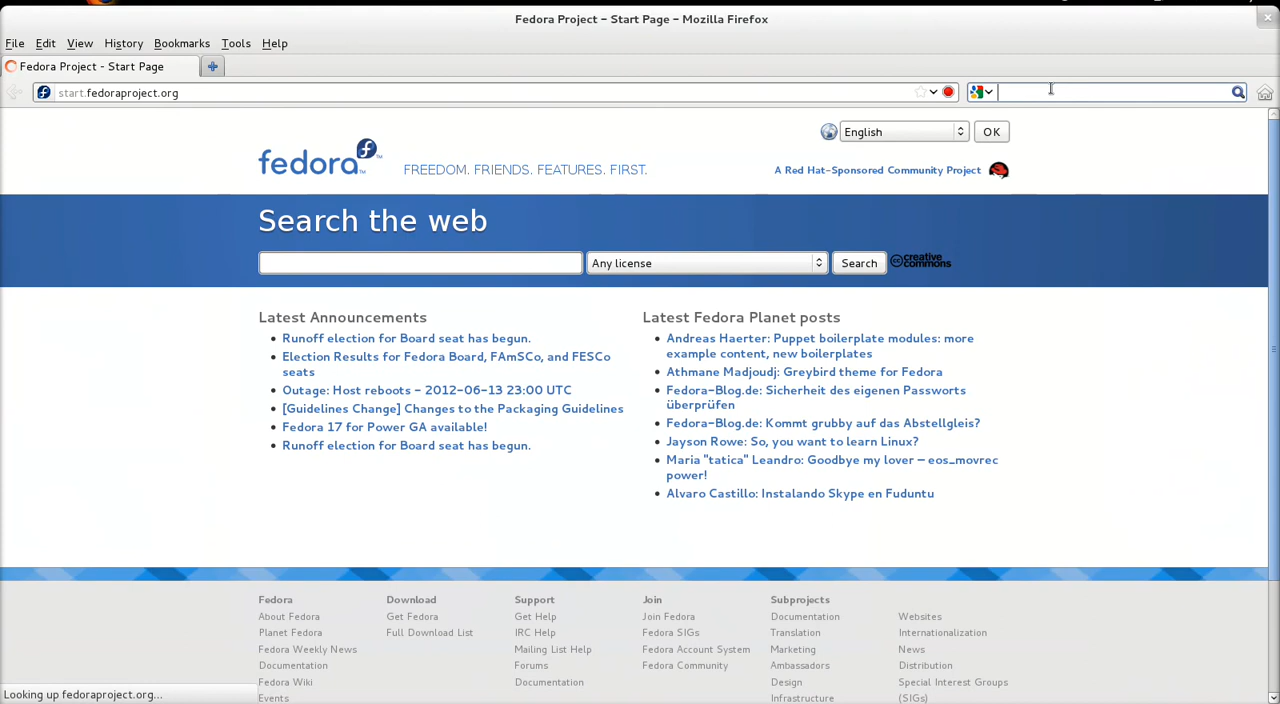 Fedora Project - Start Page - Mozilla Firefox
File Edit View History Bookmarks Tools Help
Fedora Project - Start Page
start.fedoraproject.org
English OK
fedora™ FREEDOM. FRIENDS. FEATURES. FIRST. A Red Hat-Sponsored Community Project
Search the web
Any license Search creative commons
Latest Announcements
Runoff election for Board seat has begun.
Election Results for Fedora Board, FAmSCo, and FESCo
seats
Outage: Host reboots - 2012-06-13 23:00 UTC
[Guidelines Change] Changes to the Packaging Guidelines
Fedora 17 for Power GA available!
Runoff election for Board seat has begun.
Latest Fedora Planet posts
Andreas Haerter: Puppet boilerplate modules: more
example content, new boilerplates
Athmane Madjoudj: Greybird theme for Fedora
Fedora-Blog.de: Sicherheit des eigenen Passworts
überprüfen
Fedora-Blog.de: Kommt grubby auf das Abstellgleis?
Jayson Rowe: So, you want to learn Linux?
Maria "tatica" Leandro: Goodbye my lover – eos_movrec
power!
Alvaro Castillo: Instalando Skype en Fuduntu
Fedora
About Fedora
Planet Fedora
Fedora Weekly News
Documentation
Fedora Wiki
Events
Download
Get Fedora
Full Download List
Support
Get Help
IRC Help
Mailing List Help
Forums
Documentation
Join
Join Fedora
Fedora SIGs
Fedora Account System
Fedora Community
Subprojects
Documentation
Translation
Marketing
Ambassadors
Design
Infrastructure
Websites
Internationalization
News
Distribution
Special Interest Groups
(SIGs)
Looking up fedoraproject.org...